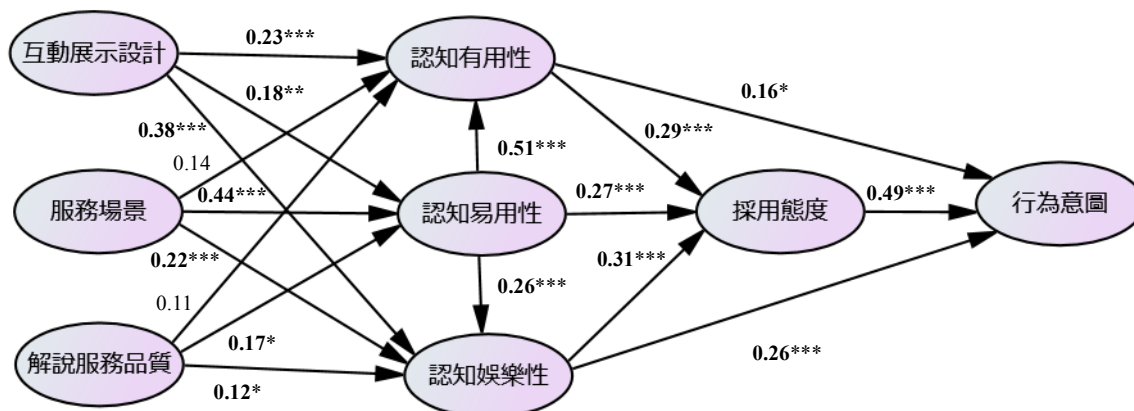 互動展示設計
0.23***
認知有用性
0.18**
0.16*
0.38***
0.29***
0.14
0.51***
服務場景
0.44***
認知易用性
0.27***
採用態度
0.49***
行為意圖
0.22***
0.31***
0.26***
0.11
解說服務品質
0.17*
認知娛樂性
0.26***
0.12*